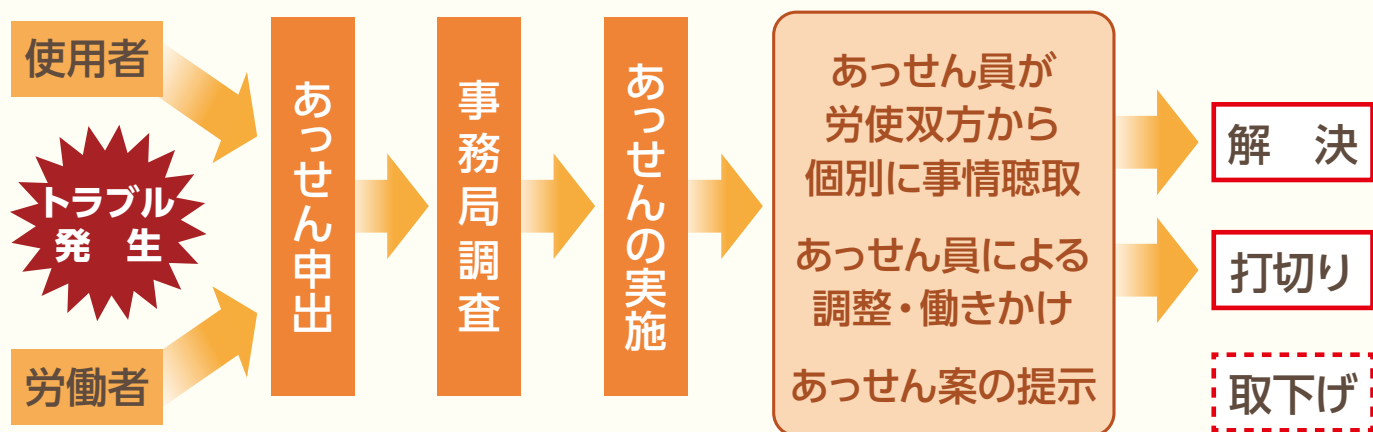 使用者
トラブル
発　生
労働者
あっせん申出
事務局調査
あっせんの実施
あっせん員が
労使双方から
個別に事情聴取
あっせん員による
調整・働きかけ
あっせん案の提示
解　決
打切り
取下げ